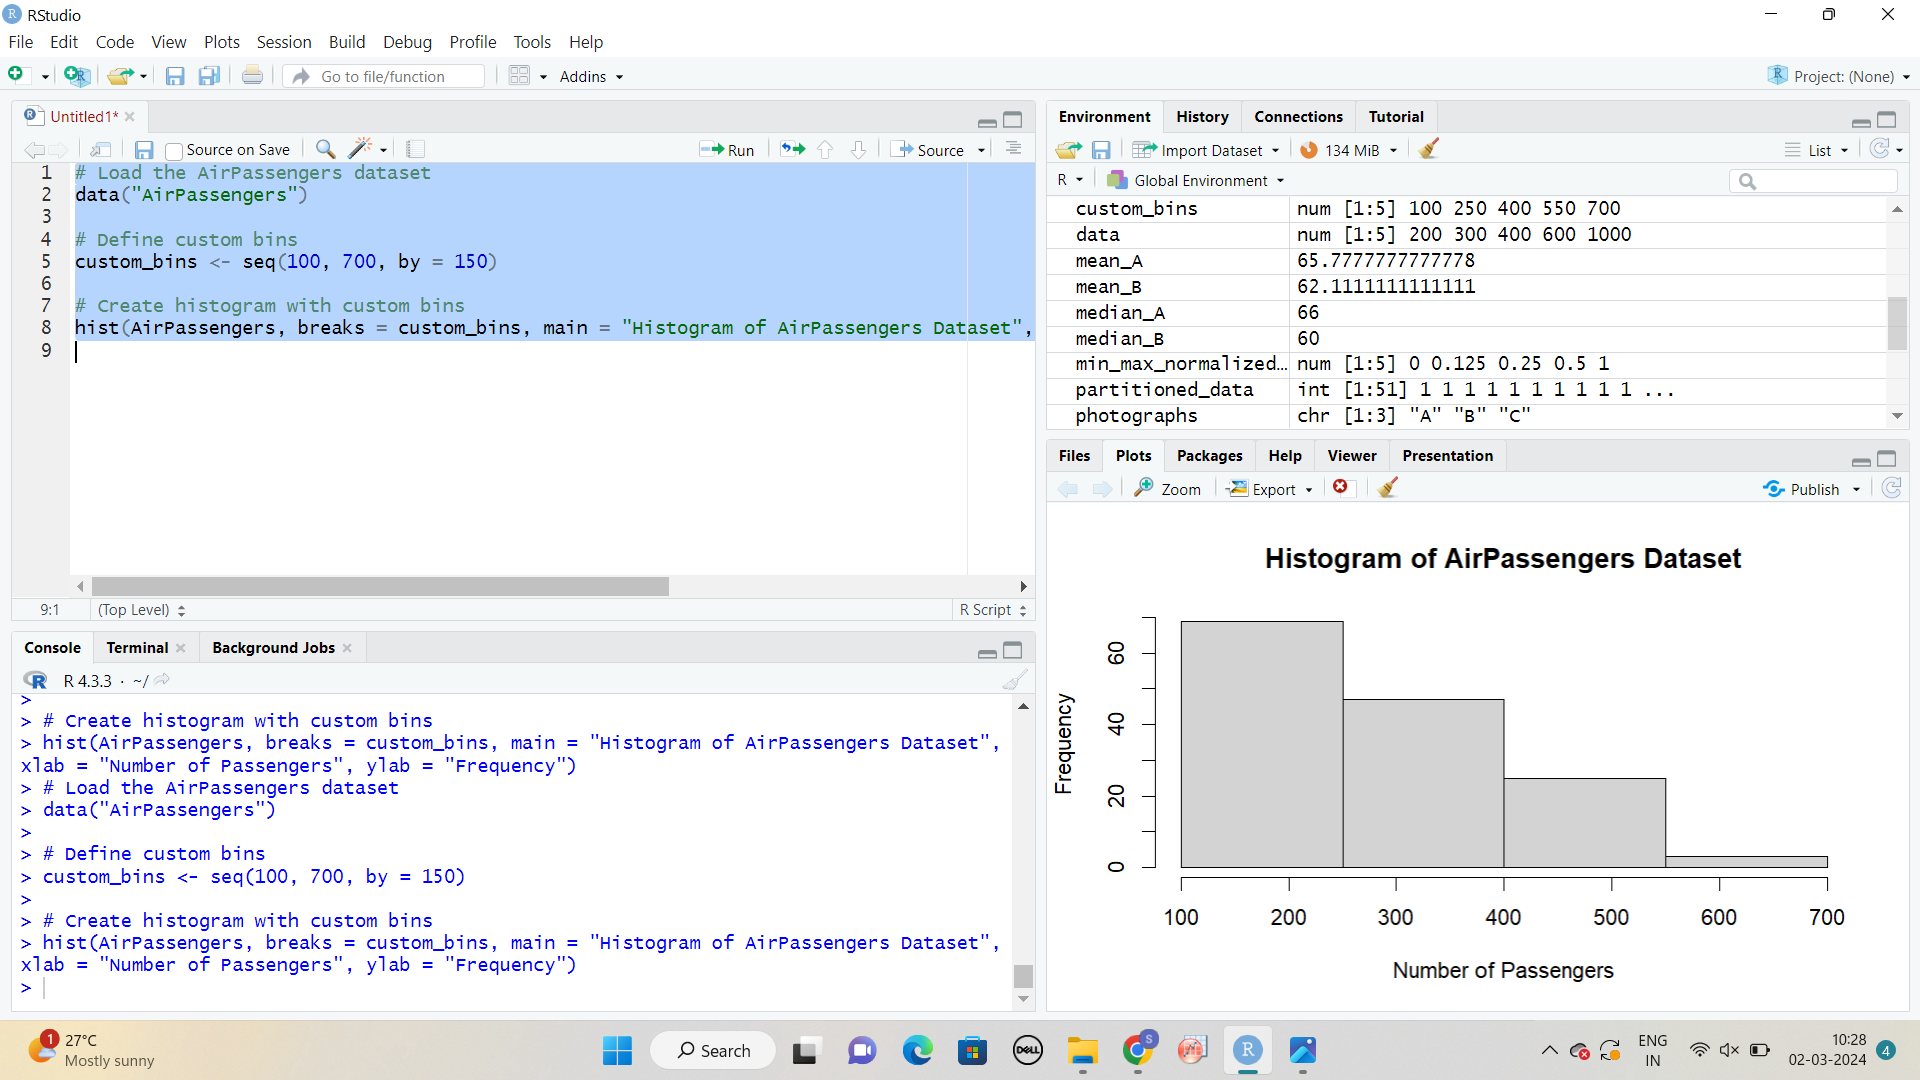 RStudio
File Edit Code View Plots Session Build Debug Profile Tools Help
Go to file/function
Addins
Project: (None)
Untitled1*
Source on Save
Run
Source
1 # Load the AirPassengers dataset
2 data("AirPassengers")
3
4 # Define custom bins
5 custom_bins <- seq(100, 700, by = 150)
6
7 # Create histogram with custom bins
8 hist(AirPassengers, breaks = custom_bins, main = "Histogram of AirPassengers Dataset",
9
9:1 (Top Level) R Script
Console Terminal Background Jobs
R 4.3.3 · ~/
>
> # Create histogram with custom bins
> hist(AirPassengers, breaks = custom_bins, main = "Histogram of AirPassengers Dataset",
xlab = "Number of Passengers", ylab = "Frequency")
> # Load the AirPassengers dataset
> data("AirPassengers")
>
> # Define custom bins
> custom_bins <- seq(100, 700, by = 150)
>
> # Create histogram with custom bins
> hist(AirPassengers, breaks = custom_bins, main = "Histogram of AirPassengers Dataset",
xlab = "Number of Passengers", ylab = "Frequency")
>
Environment History Connections Tutorial
Import Dataset 134 MiB List
R Global Environment
custom_bins num [1:5] 100 250 400 550 700
data num [1:5] 200 300 400 600 1000
mean_A 65.7777777777778
mean_B 62.1111111111111
median_A 66
median_B 60
min_max_normalized… num [1:5] 0 0.125 0.25 0.5 1
partitioned_data int [1:51] 1 1 1 1 1 1 1 1 1 1 ...
photographs chr [1:3] "A" "B" "C"
Files Plots Packages Help Viewer Presentation
Zoom Export Publish
Histogram of AirPassengers Dataset
Frequency
60
40
20
0
100 200 300 400 500 600 700
Number of Passengers
1
27°C
Mostly sunny
Search
DELL
S
R
ENG
IN
10:28
02-03-2024
4